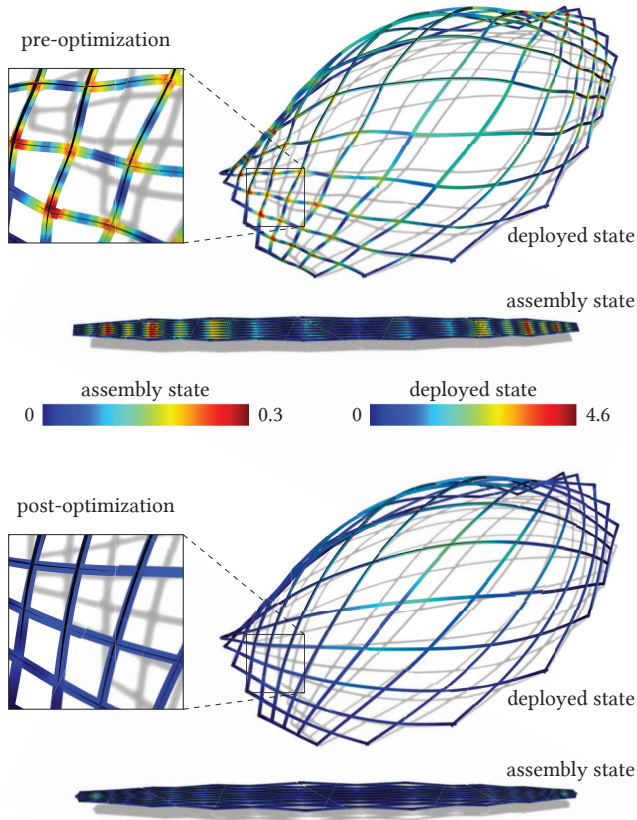 pre-optimization
deployed state
assembly state
assembly state
0
0.3
deployed state
0
4.6
post-optimization
deployed state
assembly state